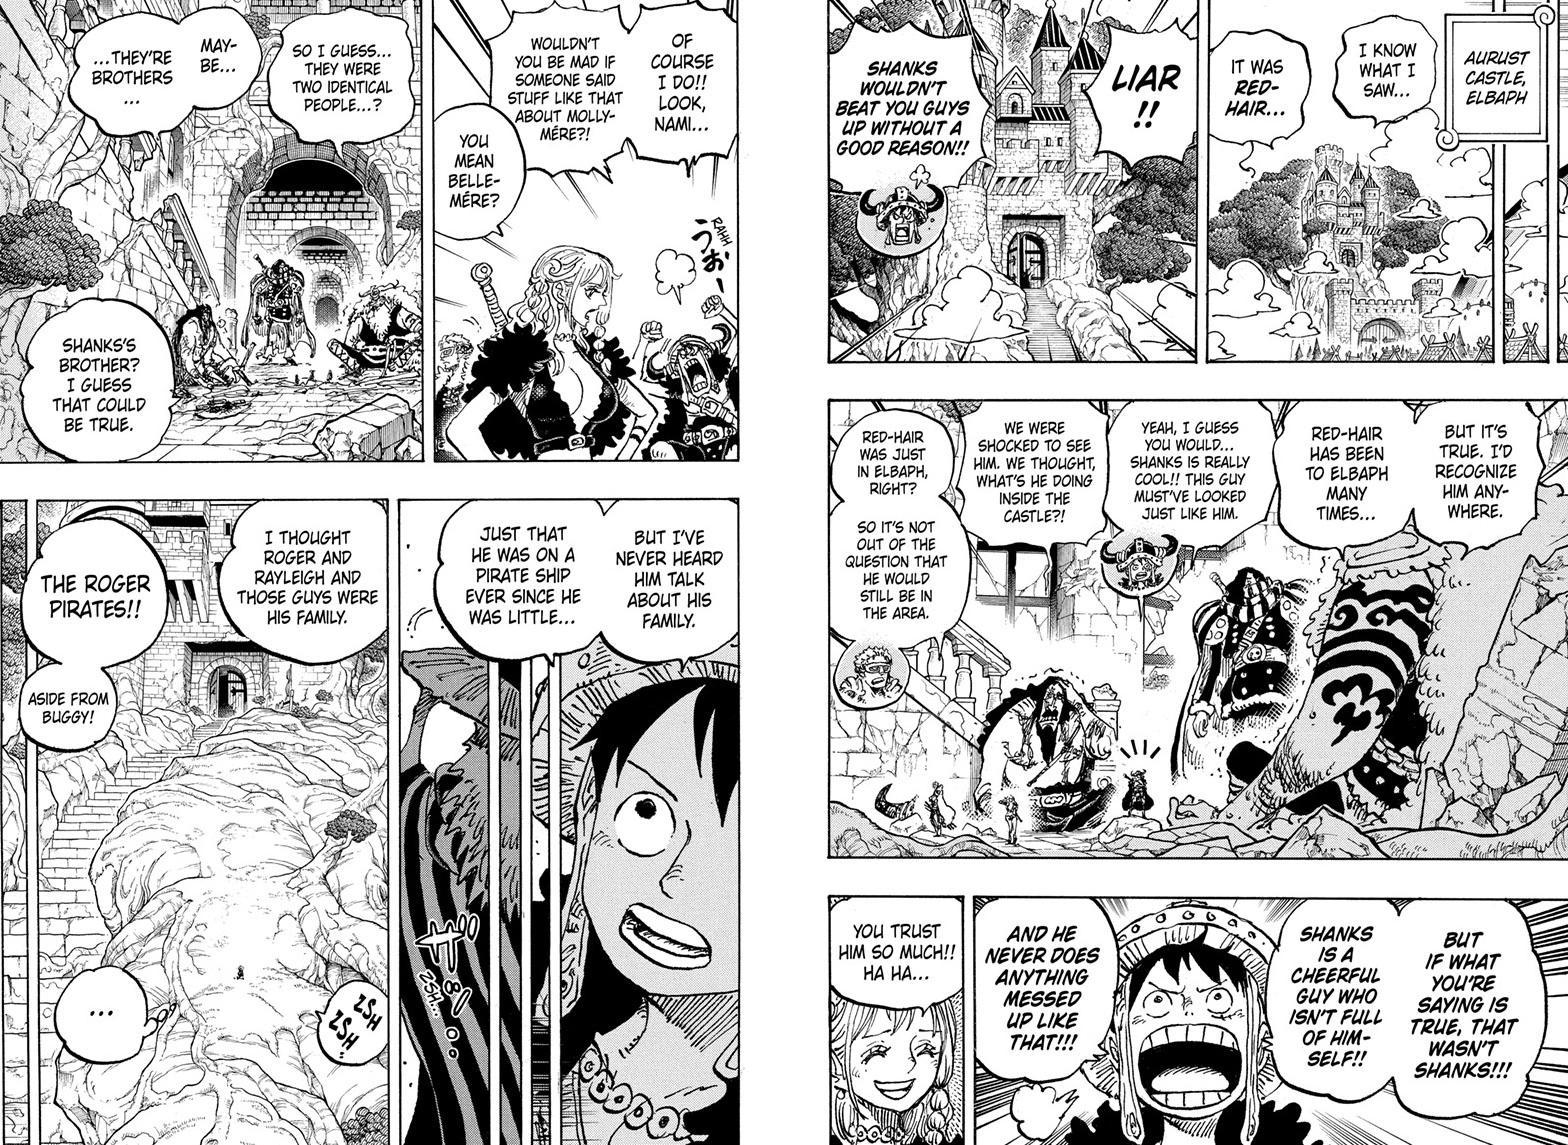 AURUST
CASTLE,
ELBAPH
I KNOW
WHAT I
SAW...
IT WAS
RED-
HAIR...
LIAR
!!
SHANKS
WOULDN'T
BEAT YOU GUYS
UP WITHOUT A
GOOD REASON!!
BUT IT'S
TRUE. I'D
RECOGNIZE
HIM ANY-
WHERE.
RED-HAIR
HAS BEEN
TO ELBAPH
MANY
TIMES...
YEAH, I GUESS
YOU WOULD...
SHANKS IS REALLY
COOL!! THIS GUY
MUST'VE LOOKED
JUST LIKE HIM.
WE WERE
SHOCKED TO SEE
HIM. WE THOUGHT,
WHAT'S HE DOING
INSIDE THE
CASTLE?!
RED-HAIR
WAS JUST
IN ELBAPH,
RIGHT?
SO IT'S NOT
OUT OF THE
QUESTION THAT
HE WOULD
STILL BE IN
THE AREA.
BUT
IF WHAT
YOU'RE
SAYING IS
TRUE, THAT
WASN'T
SHANKS!!!
SHANKS
IS A
CHEERFUL
GUY WHO
ISN'T FULL
OF HIM-
SELF!!
AND HE
NEVER DOES
ANYTHING
MESSED
UP LIKE
THAT!!!
YOU TRUST
HIM SO MUCH!!
HA HA...
OF
COURSE
I DO!!
LOOK,
NAMI...
WOULDN'T
YOU BE MAD IF
SOMEONE SAID
STUFF LIKE THAT
ABOUT MOLLY-
MÉRE?!
YOU
MEAN
BELLE-
MÉRE?
RAHH
うおー
SO I GUESS...
THEY WERE
TWO IDENTICAL
PEOPLE...?
MAY-
BE...
...THEY'RE
BROTHERS
...
SHANKS'S
BROTHER?
I GUESS
THAT COULD
BE TRUE.
BUT I'VE
NEVER HEARD
HIM TALK
ABOUT HIS
FAMILY.
JUST THAT
HE WAS ON A
PIRATE SHIP
EVER SINCE HE
WAS LITTLE...
ZSH...
I THOUGHT
ROGER AND
RAYLEIGH AND
THOSE GUYS WERE
HIS FAMILY.
THE ROGER
PIRATES!!
ASIDE FROM
BUGGY!
ZSH
ZSH
...